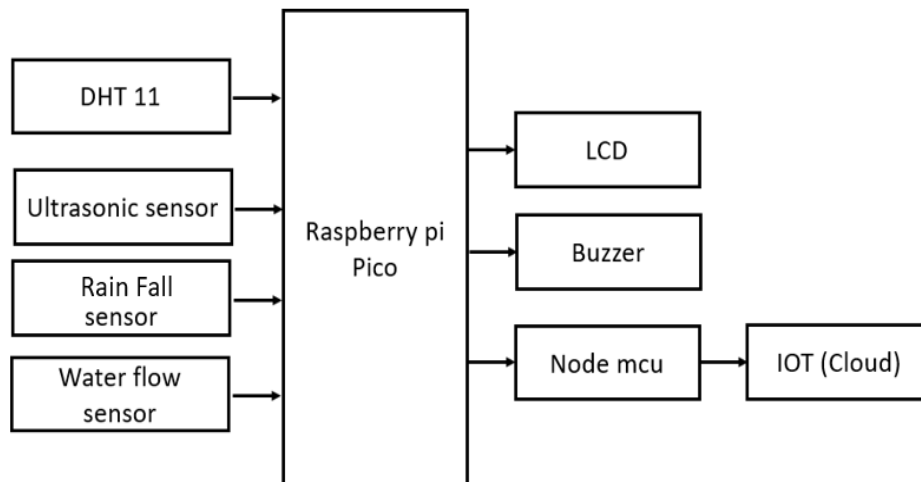 DHT 11
Ultrasonic sensor
Rain Fall
sensor
Water flow
sensor
Raspberry pi
Pico
LCD
Buzzer
Node mcu
IOT (Cloud)